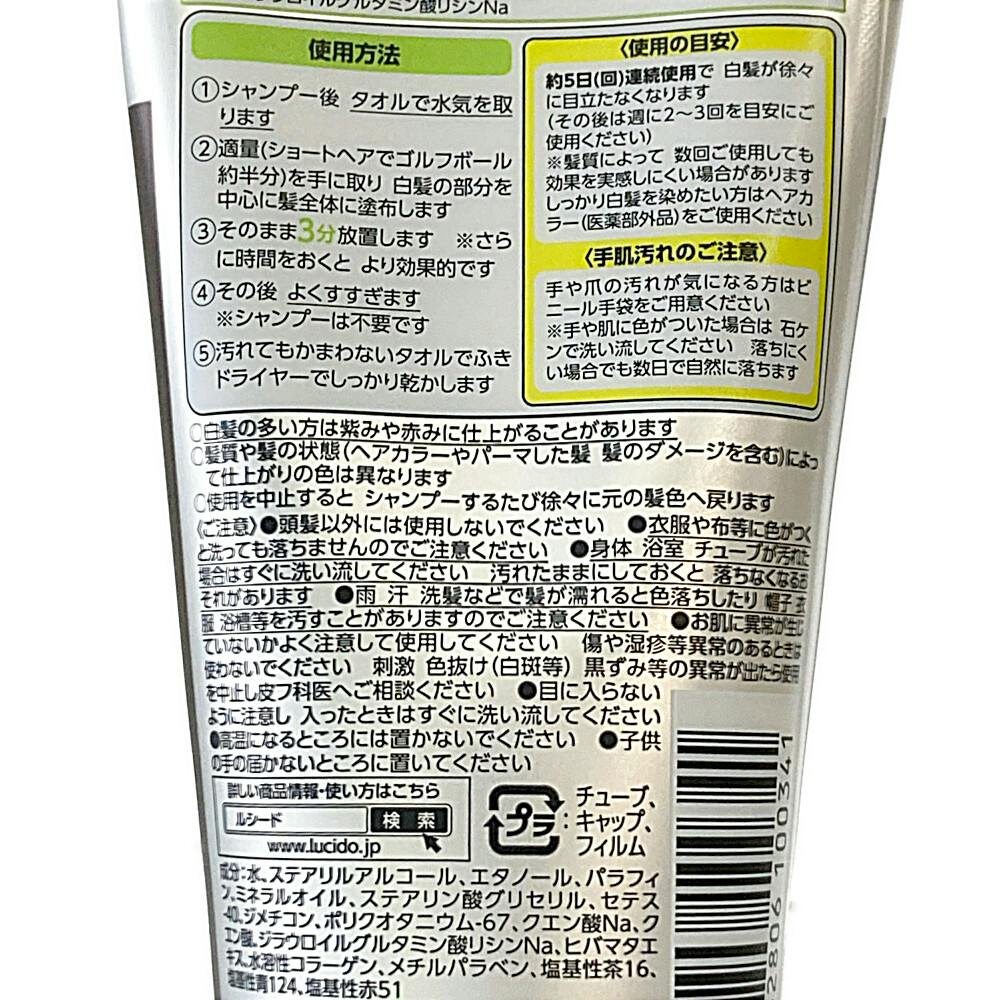 ラウロイルグルタミン酸リシンNa
使用方法
①シャンプー後 タオルで水気を取
ります
②適量(ショートヘアでゴルフボール
約半分)を手に取り 白髪の部分を
中心に髪全体に塗布します
③そのまま3分放置します ※さら
に時間をおくと より効果的です
④その後 よくすすぎます
※シャンプーは不要です
⑤汚れてもかまわないタオルでふき
ドライヤーでしっかり乾かします
〈使用の目安〉
約5日(回)連続使用で 白髪が徐々
に目立たなくなります
(その後は週に2〜3回を目安にご
使用ください)
※髪質によって 数回ご使用しても
効果を実感しにくい場合があります
しっかり白髪を染めたい方はヘアカ
ラー(医薬部外品)をご使用ください
〈手肌汚れのご注意〉
手や爪の汚れが気になる方はビ
ニール手袋をご用意ください
※手や肌に色がついた場合は 石ケ
ンで洗い流してください 落ちにく
い場合でも数日で自然に落ちます
○白髪の多い方は紫みや赤みに仕上がることがあります
○髪質や髪の状態(ヘアカラーやパーマした髪 髪のダメージを含む)によっ
て仕上がりの色は異なります
○使用を中止すると シャンプーするたび徐々に元の髪色へ戻ります
〈ご注意〉●頭髪以外には使用しないでください ●衣服や布等に色がつく
と洗っても落ちませんのでご注意ください ●身体 浴室 チューブが汚れた
場合はすぐに洗い流してください 汚れたままにしておくと 落ちなくなるお
それがあります ●雨 汗 洗髪などで髪が濡れると色落ちしたり 帽子 衣
服 浴槽等を汚すことがありますのでご注意ください ●お肌に異常が生じ
ていないかよく注意して使用してください 傷や湿疹等異常のあるときは
使わないでください 刺激 色抜け(白斑等) 黒ずみ等の異常が出たら使用
を中止し皮フ科医へご相談ください ●目に入らない
ように注意し 入ったときはすぐに洗い流してください
●高温になるところには置かないでください ●子供
の手の届かないところに置いてください
詳しい商品情報・使い方はこちら
ルシード 検索
www.lucido.jp
プラ:チューブ、
キャップ、
フィルム
成分:水、ステアリルアルコール、エタノール、パラフィ
ン、ミネラルオイル、ステアリン酸グリセリル、セテス
-40、ジメチコン、ポリクオタニウム-67、クエン酸Na、ク
エン酸、ジラウロイルグルタミン酸リシンNa、ヒバマタエ
キス、水溶性コラーゲン、メチルパラベン、塩基性茶16、
塩基性青124、塩基性赤51
2806 100341